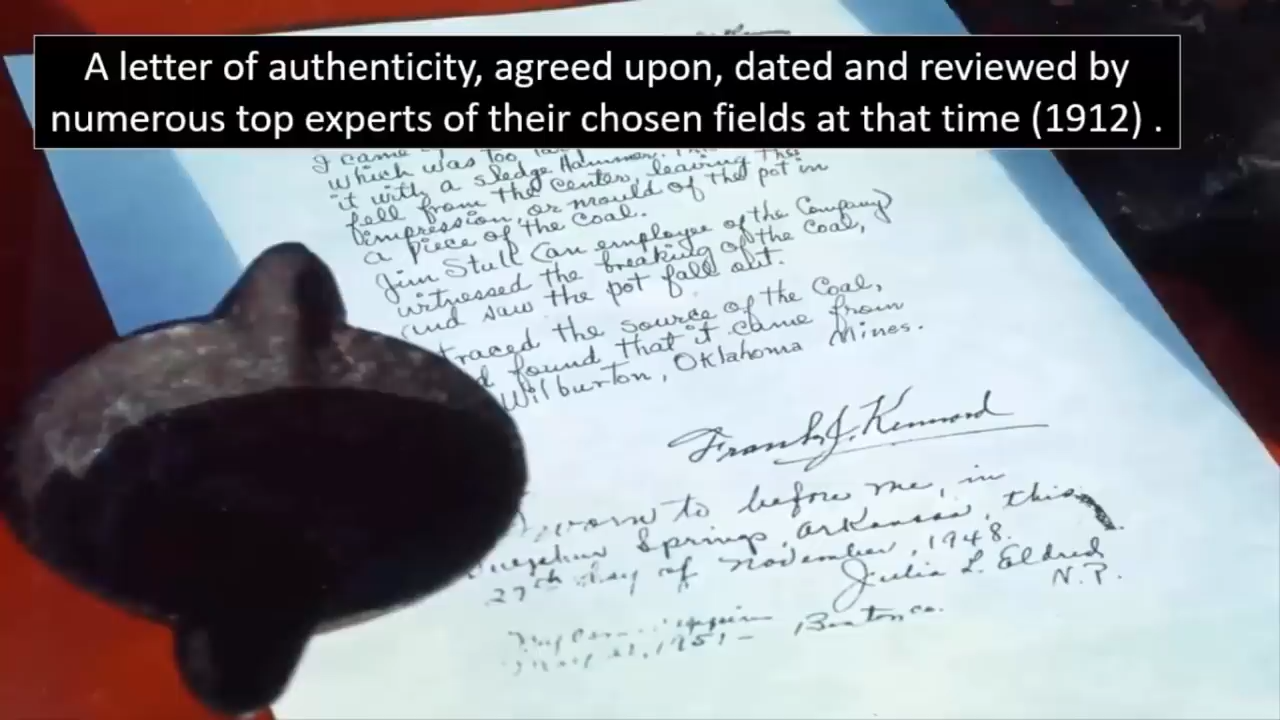 A letter of authenticity, agreed upon, dated and reviewed by
numerous top experts of their chosen fields at that time (1912) .
I came
which was too
it with a sledge Hammer.
fell from the center, leaving the
impression, or mould of the pot in
a piece of the coal.
Jim Stull (an employee of the Company)
witnessed the breaking of the coal,
and saw the pot fall out.
traced the source of the Coal,
found that it came from
Wilburton, Oklahoma Mines.
Frank J. Kennard
to before me, in
Springs, Arkansas, this
27th day of November, 1948.
Julia L. Eldred
N.P.
1951 - Benton Co.